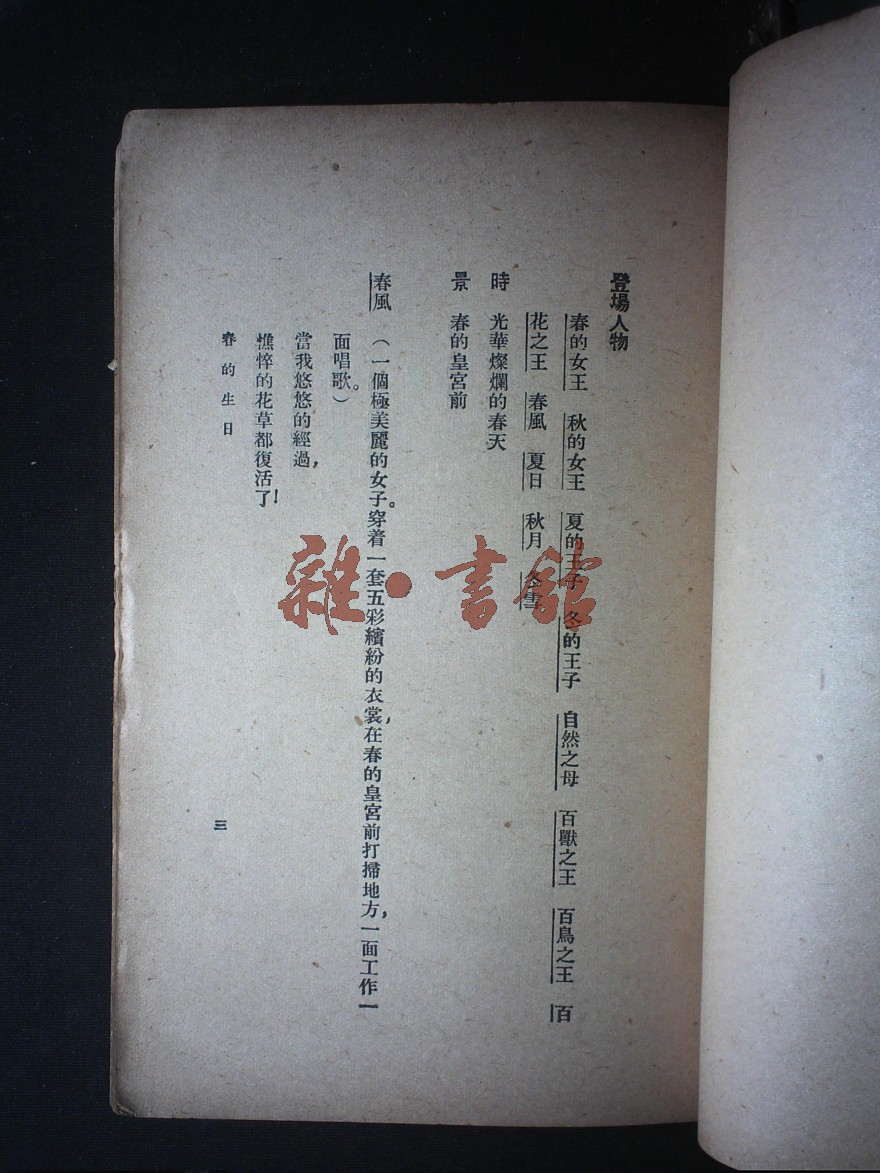 登場人物
春的女王　秋的女王　夏的王子　冬的王子　自然之母　百獸之王　百鳥之王　百
花之王　春風　夏日　秋月　冬雪
時　光華燦爛的春天
景　春的皇宮前
春風　（一個極美麗的女子。穿着一套五彩繽紛的衣裳，在春的皇宮前打掃地方，一面工作一
面唱歌。）
當我悠悠的經過，
憔悴的花草都復活了！
春的生日
三
雜·書館